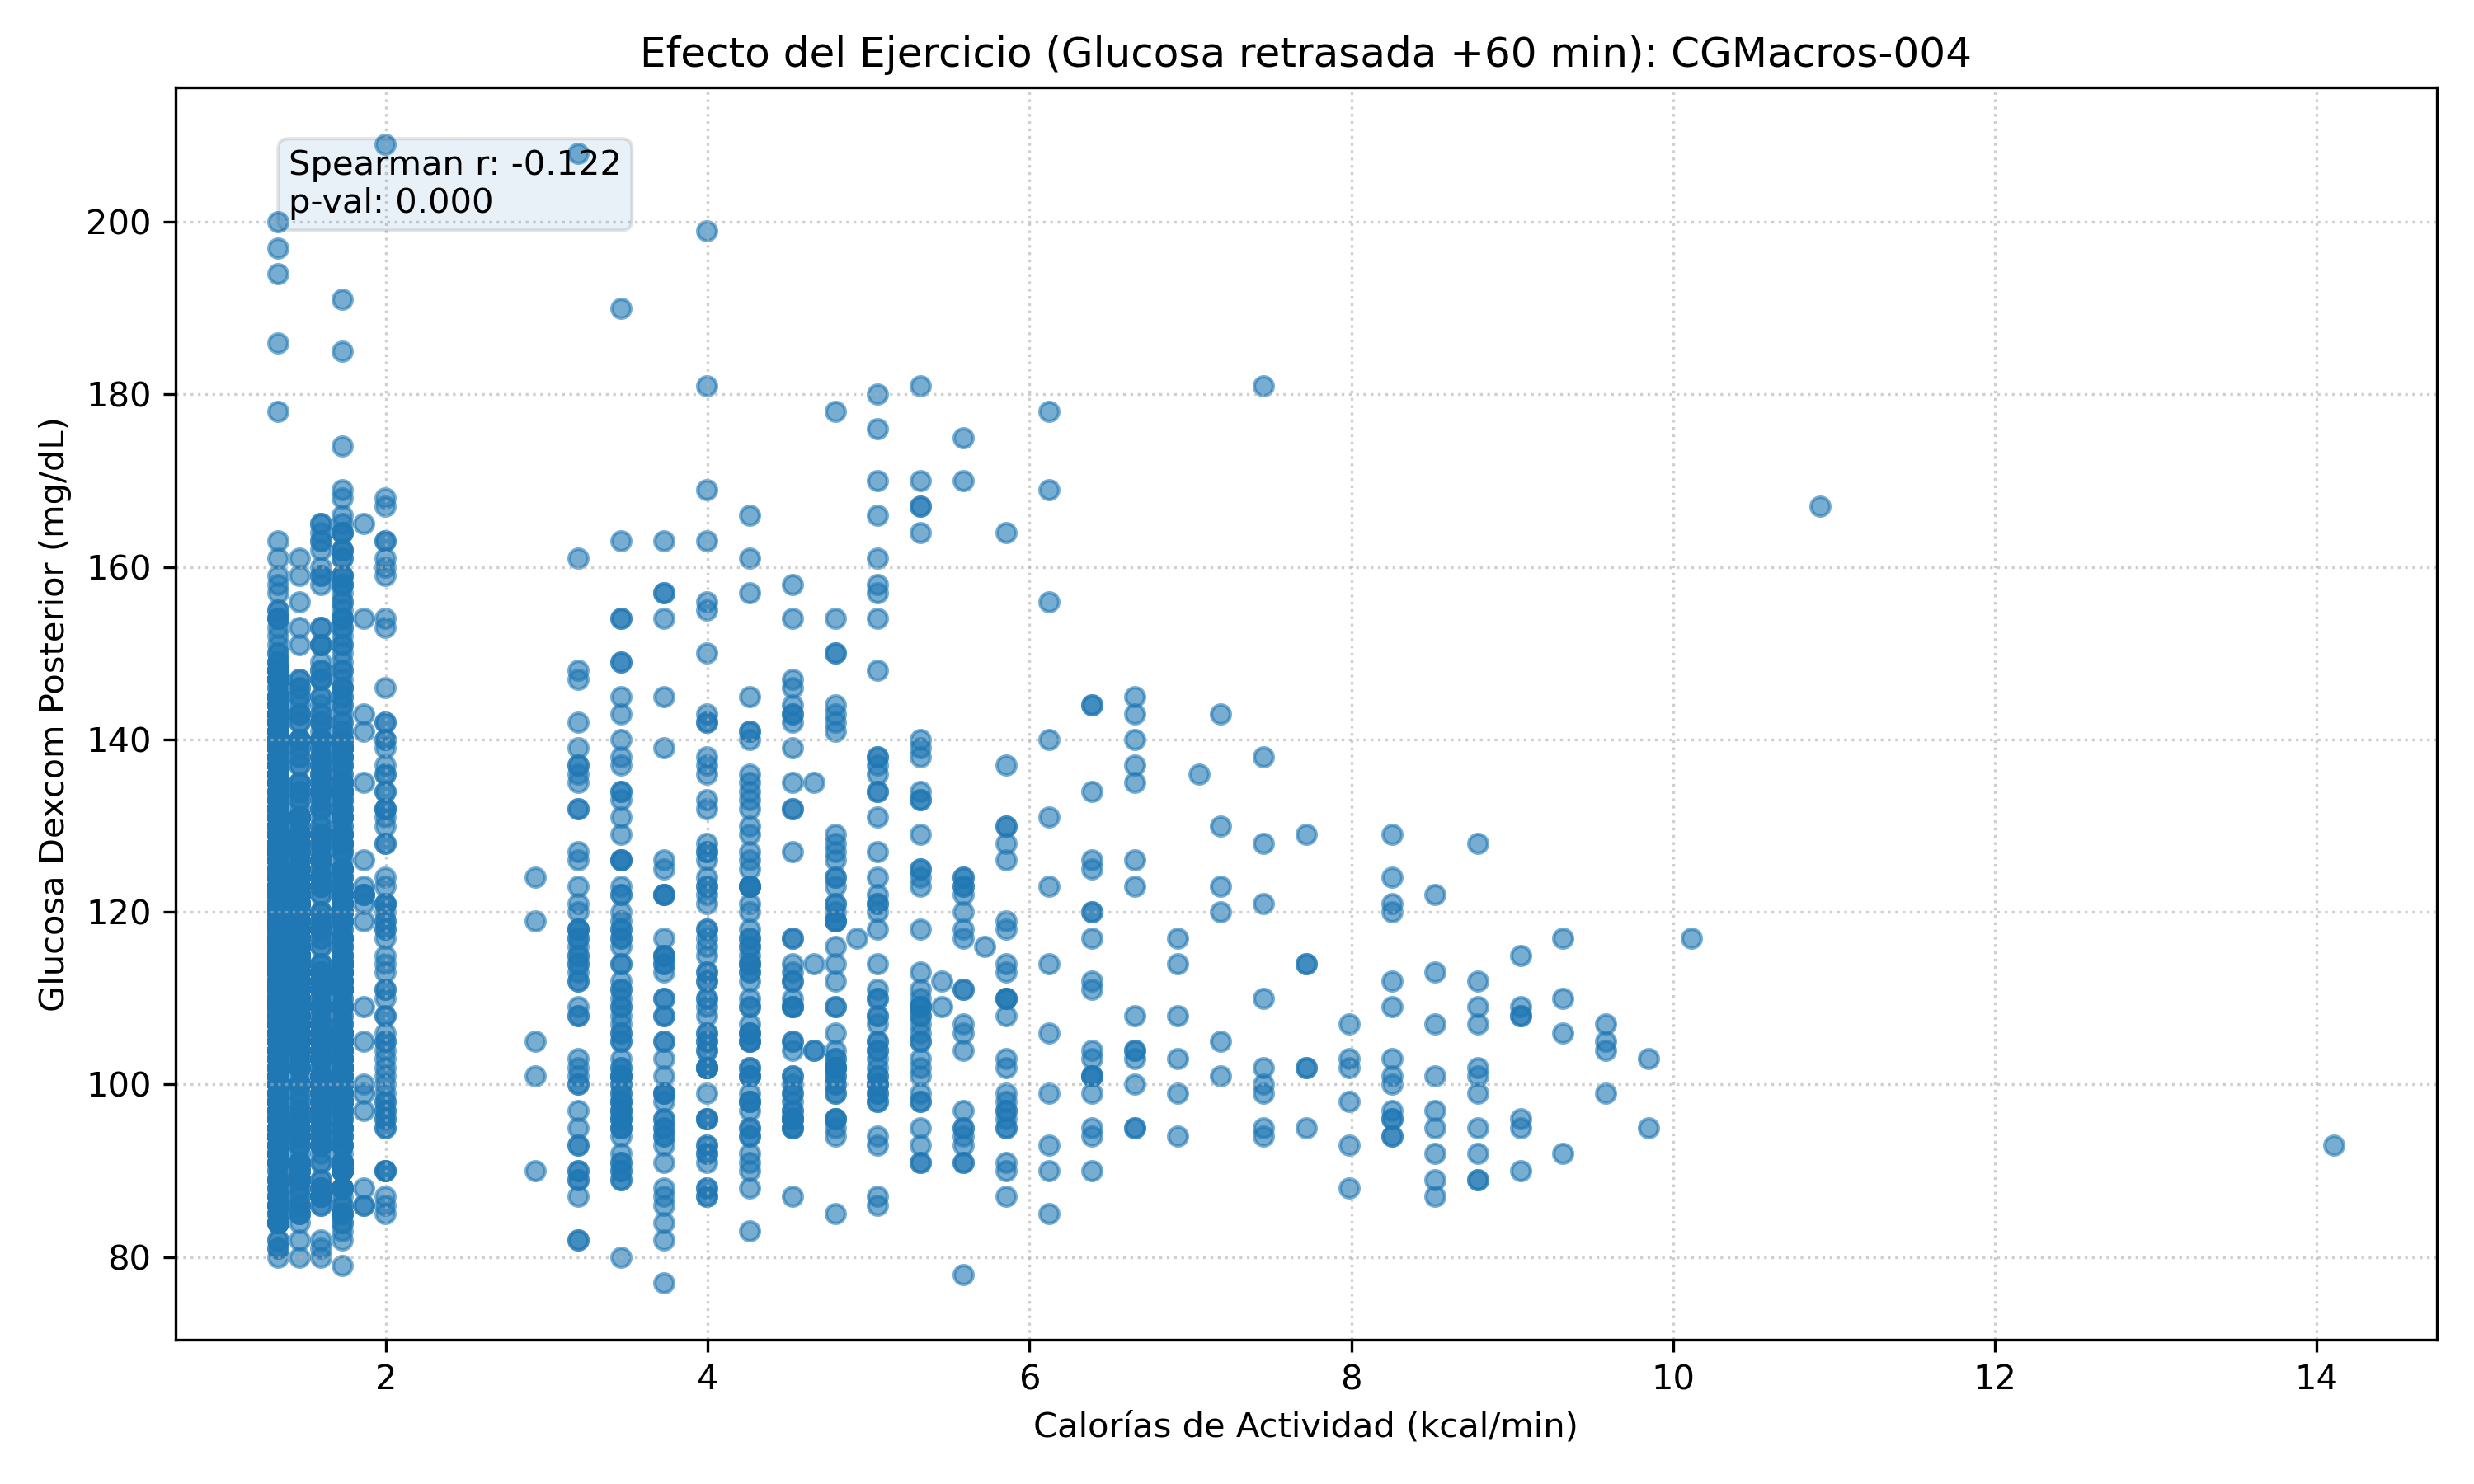 Efecto del Ejercicio (Glucosa retrasada +60 min): CGMacros-004
Spearman r: -0.122
p-val: 0.000
Glucosa Dexcom Posterior (mg/dL)
200
180
160
140
120
100
80
2 4 6 8 10 12 14
Calorías de Actividad (kcal/min)